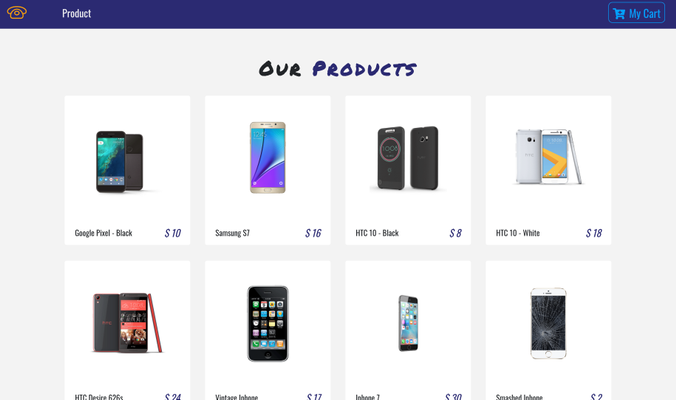 Product
My Cart
Our Products
Google Pixel - Black $ 10
Samsung S7 $ 16
HTC 10 - Black $ 8
HTC 10 - White $ 18
HTC Desire 626s $ 24
Vintage Iphone $ 17
Iphone 7 $ 30
Smashed Iphone $ 2